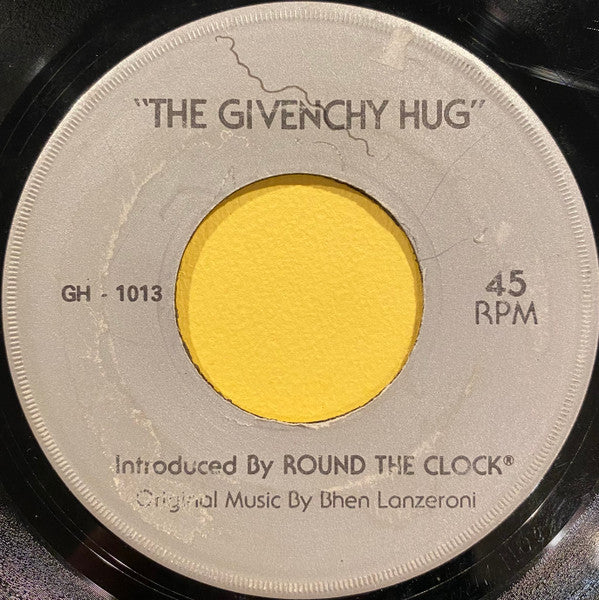 "THE GIVENCHY HUG"
GH - 1013
45
RPM
Introduced By ROUND THE CLOCK®
Original Music By Bhen Lanzeroni